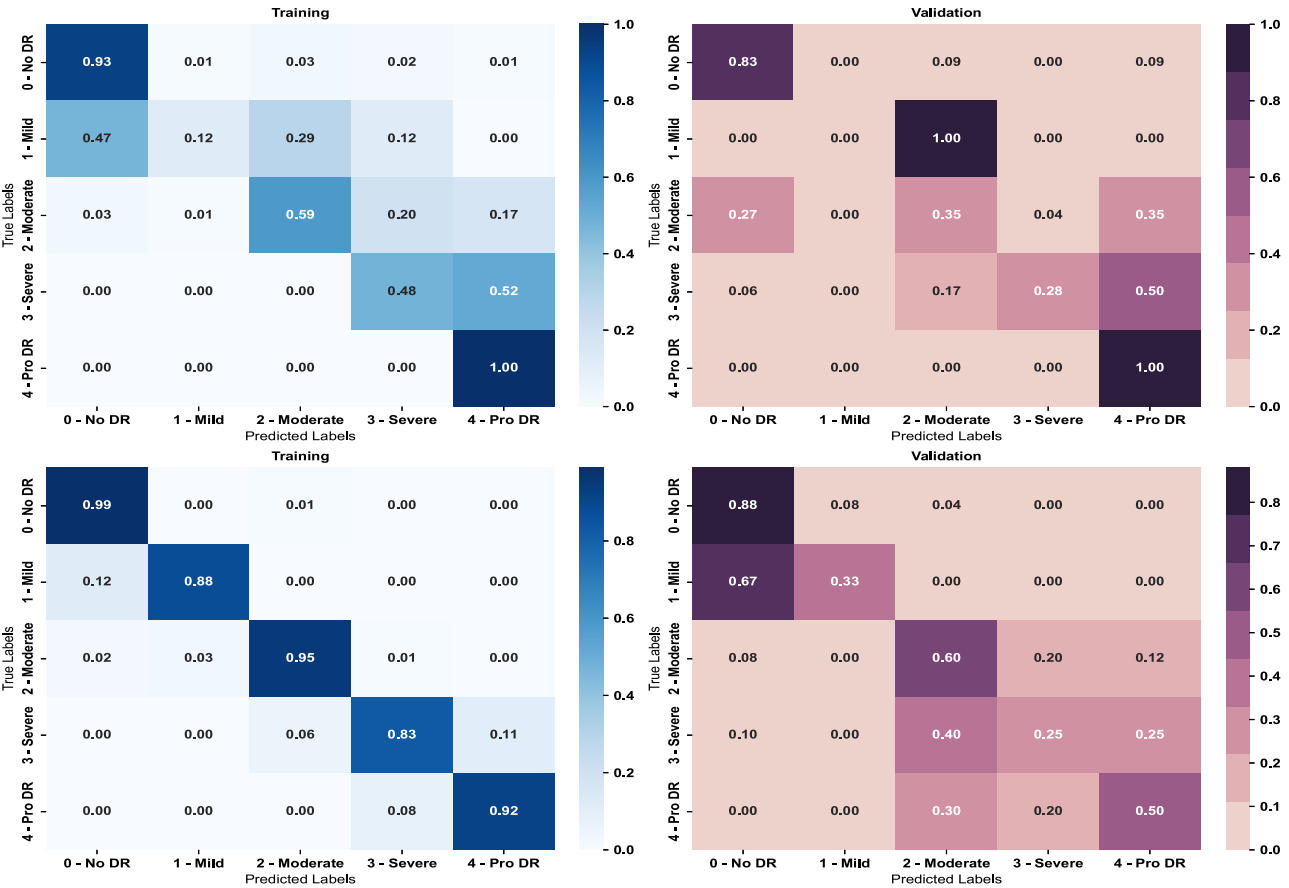 Training
0 - No DR 0.93 0.01 0.03 0.02 0.01
1 - Mild 0.47 0.12 0.29 0.12 0.00
2 - Moderate 0.03 0.01 0.59 0.20 0.17
3 - Severe 0.00 0.00 0.00 0.48 0.52
4 - Pro DR 0.00 0.00 0.00 0.00 1.00
True Labels
0 - No DR 1 - Mild 2 - Moderate 3 - Severe 4 - Pro DR
Predicted Labels
1.0
0.8
0.6
0.4
0.2
0.0
Validation
0 - No DR 0.83 0.00 0.09 0.00 0.09
1 - Mild 0.00 0.00 1.00 0.00 0.00
2 - Moderate 0.27 0.00 0.35 0.04 0.35
3 - Severe 0.06 0.00 0.17 0.28 0.50
4 - Pro DR 0.00 0.00 0.00 0.00 1.00
True Labels
0 - No DR 1 - Mild 2 - Moderate 3 - Severe 4 - Pro DR
Predicted Labels
1.0
0.8
0.6
0.4
0.2
0.0
Training
0 - No DR 0.99 0.00 0.01 0.00 0.00
1 - Mild 0.12 0.88 0.00 0.00 0.00
2 - Moderate 0.02 0.03 0.95 0.01 0.00
3 - Severe 0.00 0.00 0.06 0.83 0.11
4 - Pro DR 0.00 0.00 0.00 0.08 0.92
True Labels
0 - No DR 1 - Mild 2 - Moderate 3 - Severe 4 - Pro DR
Predicted Labels
0.8
0.6
0.4
0.2
0.0
Validation
0 - No DR 0.88 0.08 0.04 0.00 0.00
1 - Mild 0.67 0.33 0.00 0.00 0.00
2 - Moderate 0.08 0.00 0.60 0.20 0.12
3 - Severe 0.10 0.00 0.40 0.25 0.25
4 - Pro DR 0.00 0.00 0.30 0.20 0.50
True Labels
0 - No DR 1 - Mild 2 - Moderate 3 - Severe 4 - Pro DR
Predicted Labels
0.8
0.7
0.6
0.5
0.4
0.3
0.2
0.1
0.0